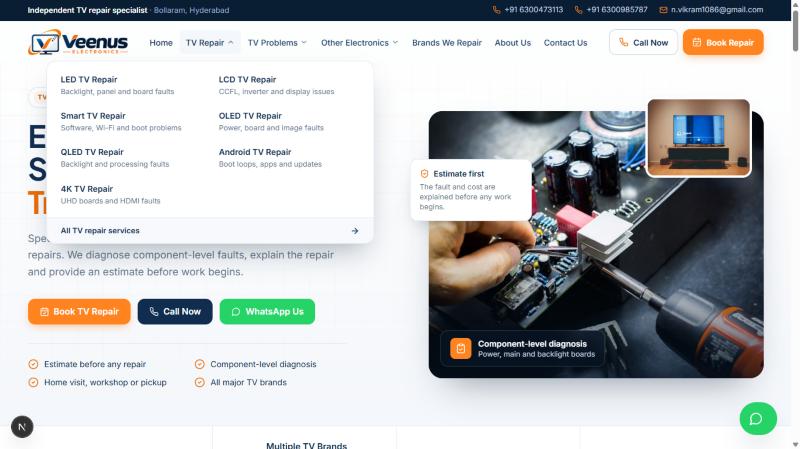 Independent TV repair specialist · Bollaram, Hyderabad
+91 6300473113
+91 6300985787
n.vikram1086@gmail.com
Veenus
ELECTRONICS
Home
TV Repair
TV Problems
Other Electronics
Brands We Repair
About Us
Contact Us
Call Now
Book Repair
LED TV Repair
Backlight, panel and board faults
LCD TV Repair
CCFL, inverter and display issues
Smart TV Repair
Software, Wi-Fi and boot problems
OLED TV Repair
Power, board and image faults
QLED TV Repair
Backlight and processing faults
Android TV Repair
Boot loops, apps and updates
4K TV Repair
UHD boards and HDMI faults
All TV repair services
repairs. We diagnose component-level faults, explain the repair
and provide an estimate before work begins.
Book TV Repair
Call Now
WhatsApp Us
Estimate before any repair
Component-level diagnosis
Home visit, workshop or pickup
All major TV brands
Estimate first
The fault and cost are
explained before any work
begins.
Component-level diagnosis
Power, main and backlight boards
N
Multiple TV Brands